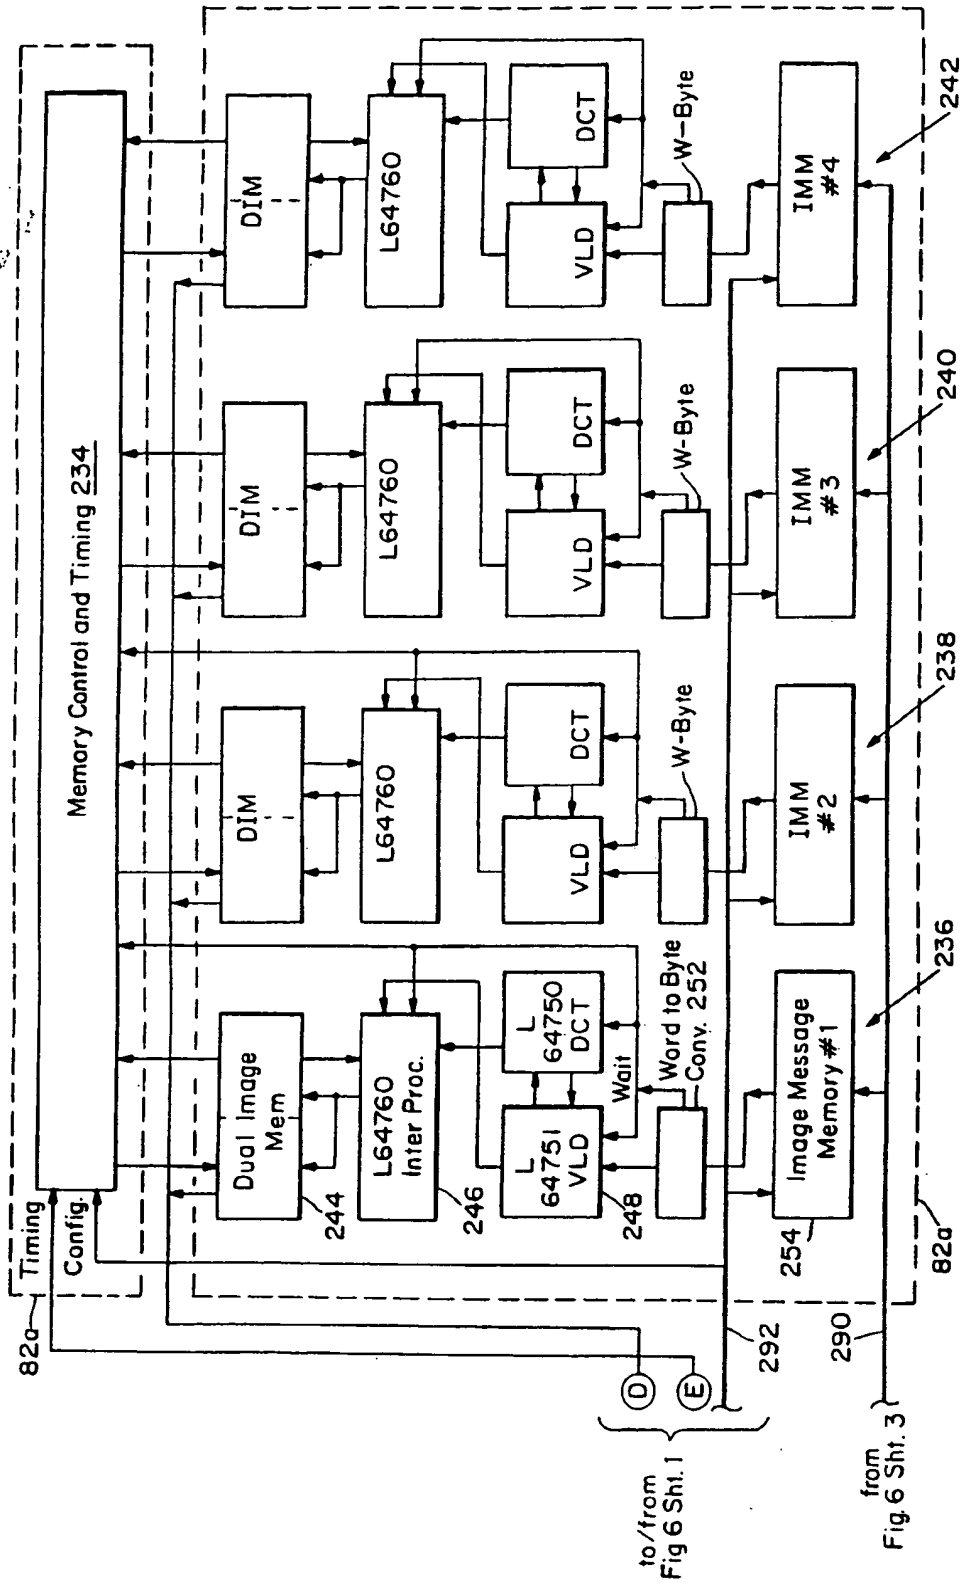 82a
Timing
Config.
Memory Control and Timing 234
Dual Image
Mem
244
DIM
DIM
DIM
L64760
Inter Proc.
246
L64760
L64760
L64760
L
64751
VLD
248
L
64750
DCT
VLD
DCT
VLD
DCT
VLD
DCT
Wait
Word to Byte
Conv. 252
W-Byte
W-Byte
W-Byte
D
E
to/from
Fig 6 Sht. 1
292
Image Message
Memory #1
254
IMM
#2
IMM
#3
IMM
#4
from
Fig. 6 Sht. 3
290
82a
236
238
240
242